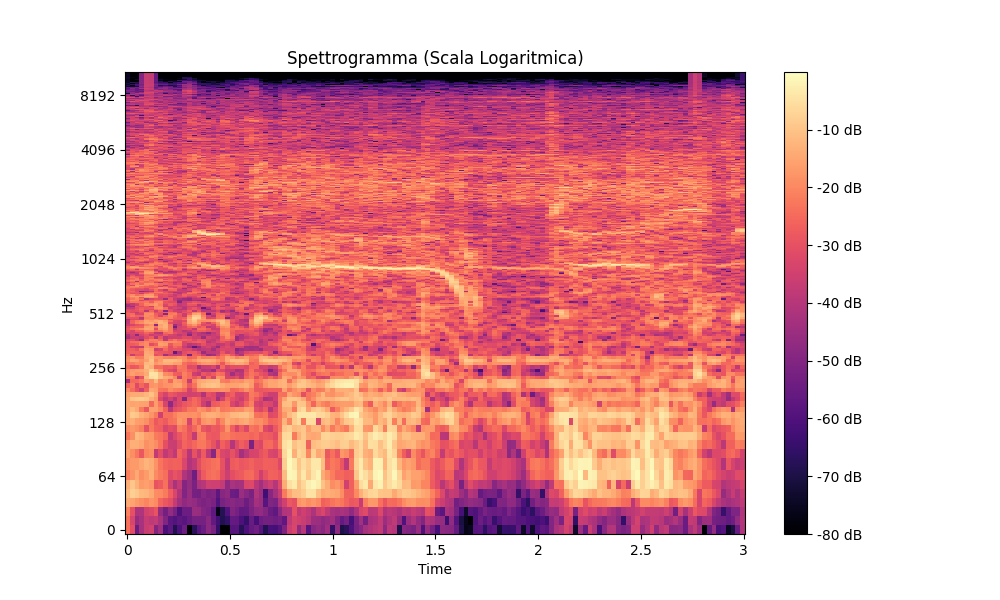 Spettrogramma (Scala Logaritmica)
8192
4096
2048
1024
512
256
128
64
0
Hz
0
0.5
1
1.5
2
2.5
3
Time
-10 dB
-20 dB
-30 dB
-40 dB
-50 dB
-60 dB
-70 dB
-80 dB